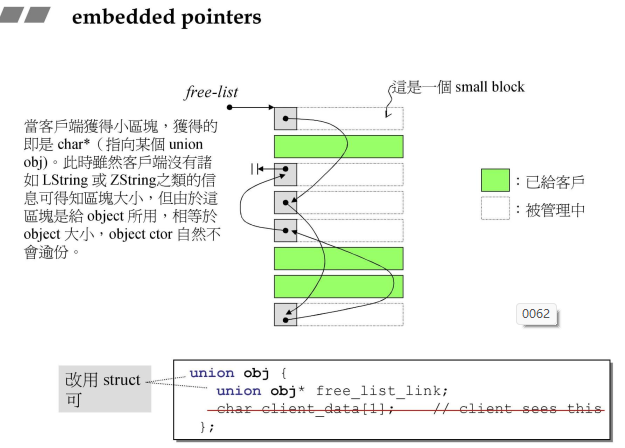 embedded pointers
free-list
這是一個 small block
當客戶端獲得小區塊，獲得的
即是 char*（指向某個 union
obj)。此時雖然客戶端沒有諸
如 LString 或 ZString之類的信
息可得知區塊大小，但由於這
區塊是給 object 所用，相等於
object 大小，object ctor 自然不
會逾份。
：已給客戶
：被管理中
0062
改用 struct
可
union obj {
union obj* free_list_link;
char client_data[1]; // client sees this
};